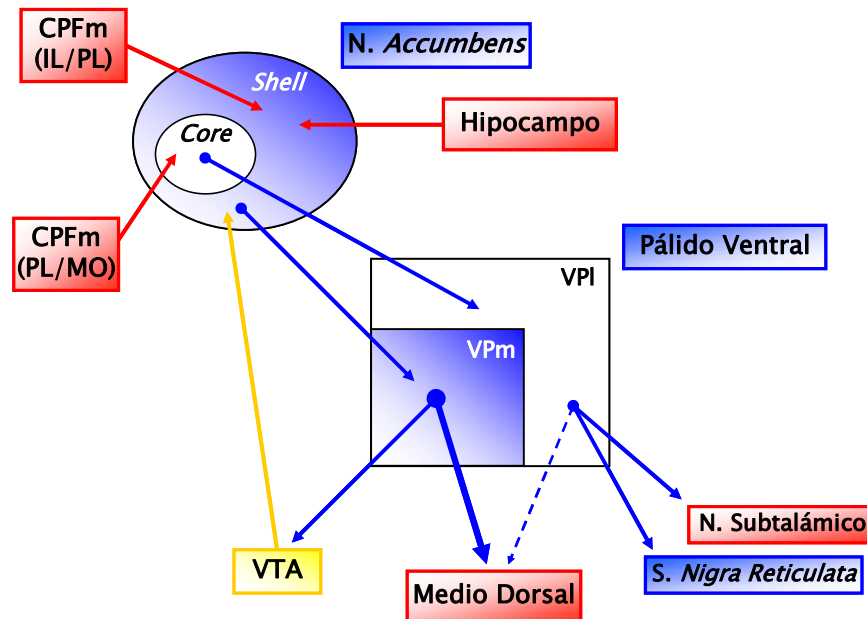 CPFm
(IL/PL)
N. Accumbens
Shell
Core
Hipocampo
CPFm
(PL/MO)
Pálido Ventral
VPl
VPm
N. Subtalámico
VTA
S. Nigra Reticulata
Medio Dorsal